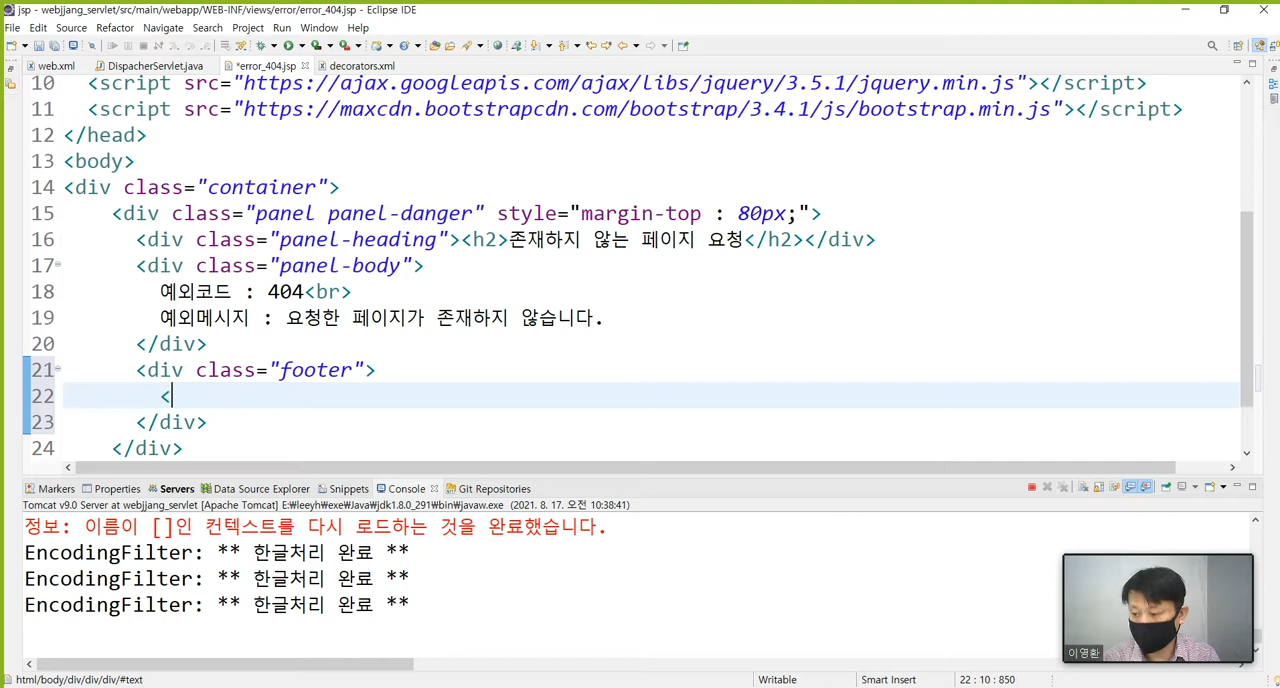 jsp - webjjang_servlet/src/main/webapp/WEB-INF/views/error/error_404.jsp - Eclipse IDE
File Edit Source Refactor Navigate Search Project Run Window Help
web.xml DispacherServlet.java *error_404.jsp decorators.xml
10 <script src="https://ajax.googleapis.com/ajax/libs/jquery/3.5.1/jquery.min.js"></script>
11 <script src="https://maxcdn.bootstrapcdn.com/bootstrap/3.4.1/js/bootstrap.min.js"></script>
12 </head>
13 <body>
14 <div class="container">
15 <div class="panel panel-danger" style="margin-top : 80px;">
16 <div class="panel-heading"><h2>존재하지 않는 페이지 요청</h2></div>
17 <div class="panel-body">
18 예외코드 : 404<br>
19 예외메시지 : 요청한 페이지가 존재하지 않습니다.
20 </div>
21 <div class="footer">
22 <
23 </div>
24 </div>
Markers Properties Servers Data Source Explorer Snippets Console Git Repositories
Tomcat v9.0 Server at webjjang_servlet [Apache Tomcat] E:₩leeyh₩exe₩Java₩jdk1.8.0_291₩bin₩javaw.exe (2021. 8. 17. 오전 10:38:41)
정보: 이름이 []인 컨텍스트를 다시 로드하는 것을 완료했습니다.
EncodingFilter: ** 한글처리 완료 **
EncodingFilter: ** 한글처리 완료 **
EncodingFilter: ** 한글처리 완료 **
이영환
html/body/div/div/div/#text Writable Smart Insert 22 : 10 : 850